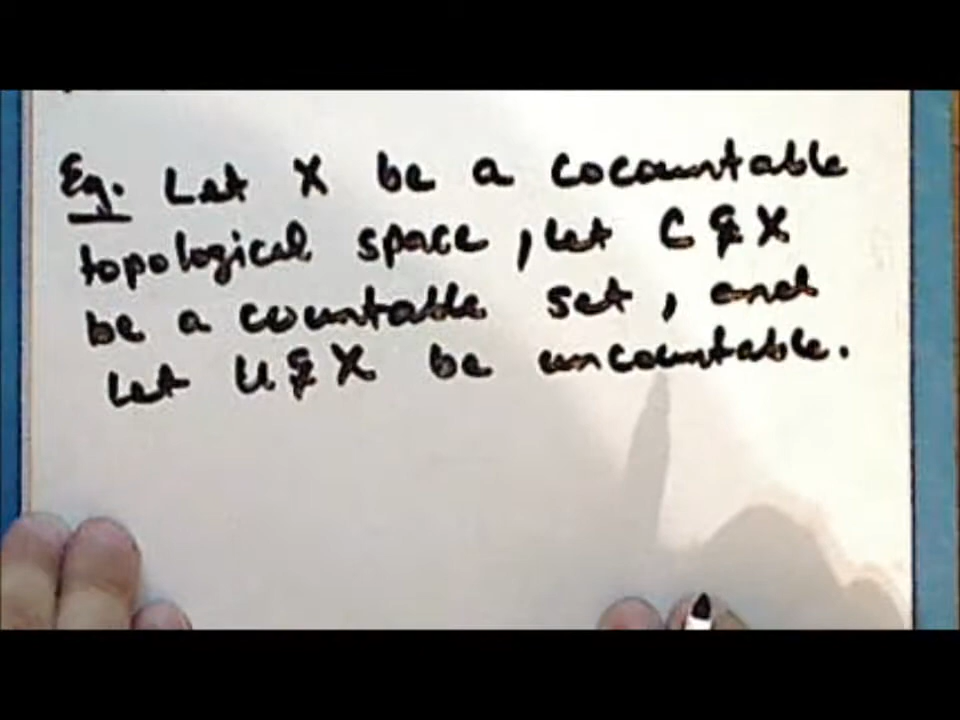 Eg. Let X be a cocountable
topological space, let C ⊊ X
be a countable set, and
let U ⊊ X be uncountable.